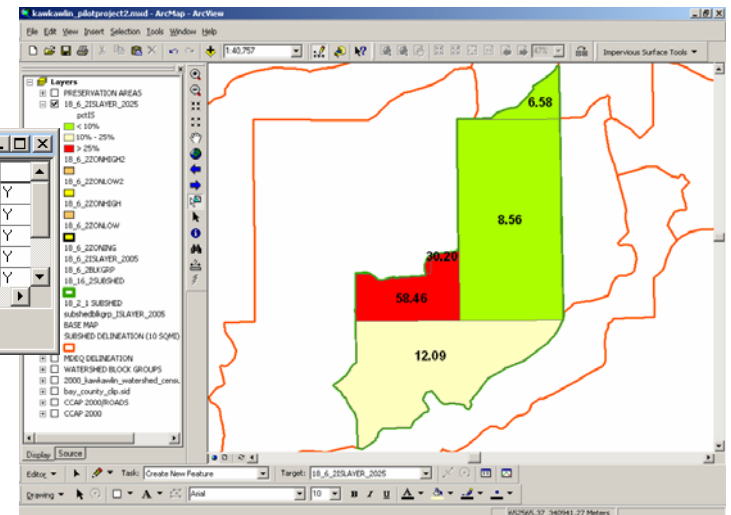 kawkawlin_pilotproject2.mxd - ArcMap - ArcView
File Edit View Insert Selection Tools Window Help
1:40,757
47%
Impervious Surface Tools
Layers
PRESERVATION AREAS
18_6_2ISLAYER_2025
pctIS
< 10%
10% - 25%
> 25%
18_6_2ZONHIGH2
18_6_2ZONLOW2
18_6_2ZONHIGH
18_6_2ZONLOW
18_6_2ZONING
18_6_2ISLAYER_2005
18_6_2BLKGRP
18_16_2SUBSHED
18_2_1 SUBSHED
subshedblkgrp_ISLAYER_2005
BASE MAP
SUBSHED DELINEATION (10 SQMI)
MDEQ DELINEATION
WATERSHED BLOCK GROUPS
2000_kawkawlin_watershed_censu
bay_county_clip.sid
CCAP 2000/ROADS
CCAP 2000
Y
Y
Y
Y
Y
6.58
8.56
30.20
58.46
12.09
Display Source
Editor Task: Create New Feature Target: 18_6_2ISLAYER_2025
Drawing A Arial 10 B I U A
652565.37 340941.27 Meters